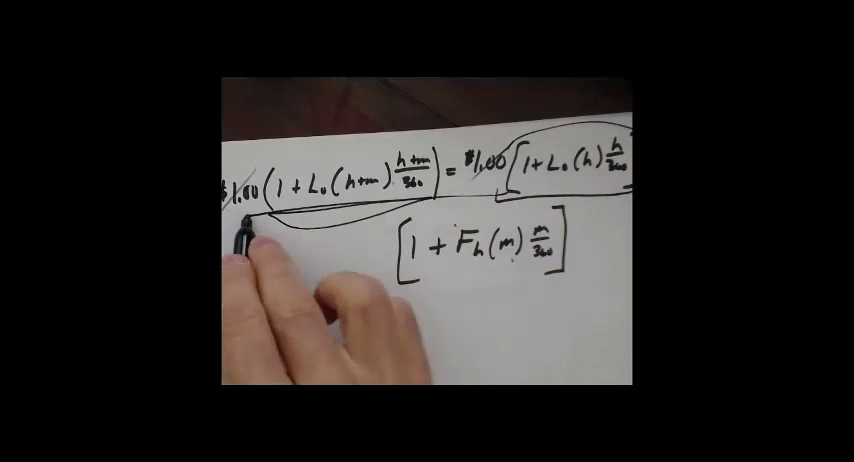 $1.00 (1 + L₀ (h+m) h+m/360) = $1.00 [1 + L₀ (h) h/360]
[1 + Fₕ (m) m/360]